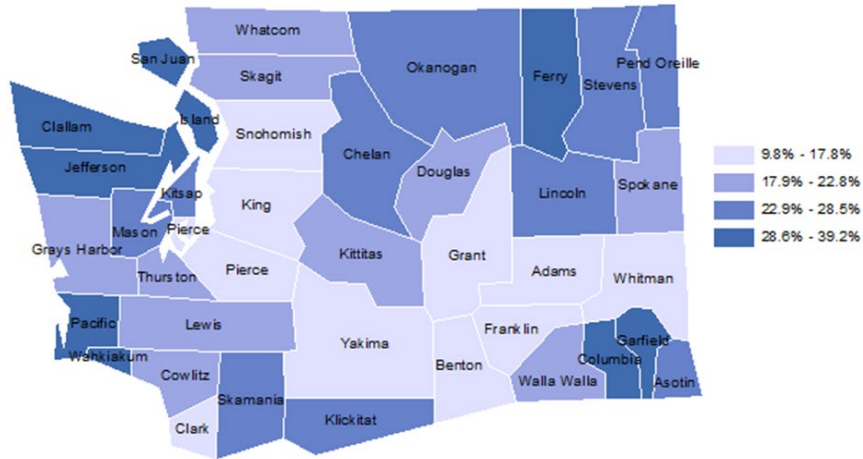 Whatcom
San Juan
Skagit
Okanogan
Ferry
Stevens
Pend Oreille
Island
Clallam
Snohomish
Jefferson
Chelan
Douglas
Kitsap
Lincoln
Spokane
King
Mason
Pierce
Grays Harbor
Kittitas
Grant
Adams
Whitman
Thurston
Pierce
Pacific
Lewis
Yakima
Franklin
Garfield
Columbia
Wahkiakum
Benton
Cowlitz
Walla Walla
Asotin
Skamania
Klickitat
Clark
9.8% - 17.8%
17.9% - 22.8%
22.9% - 28.5%
28.6% - 39.2%